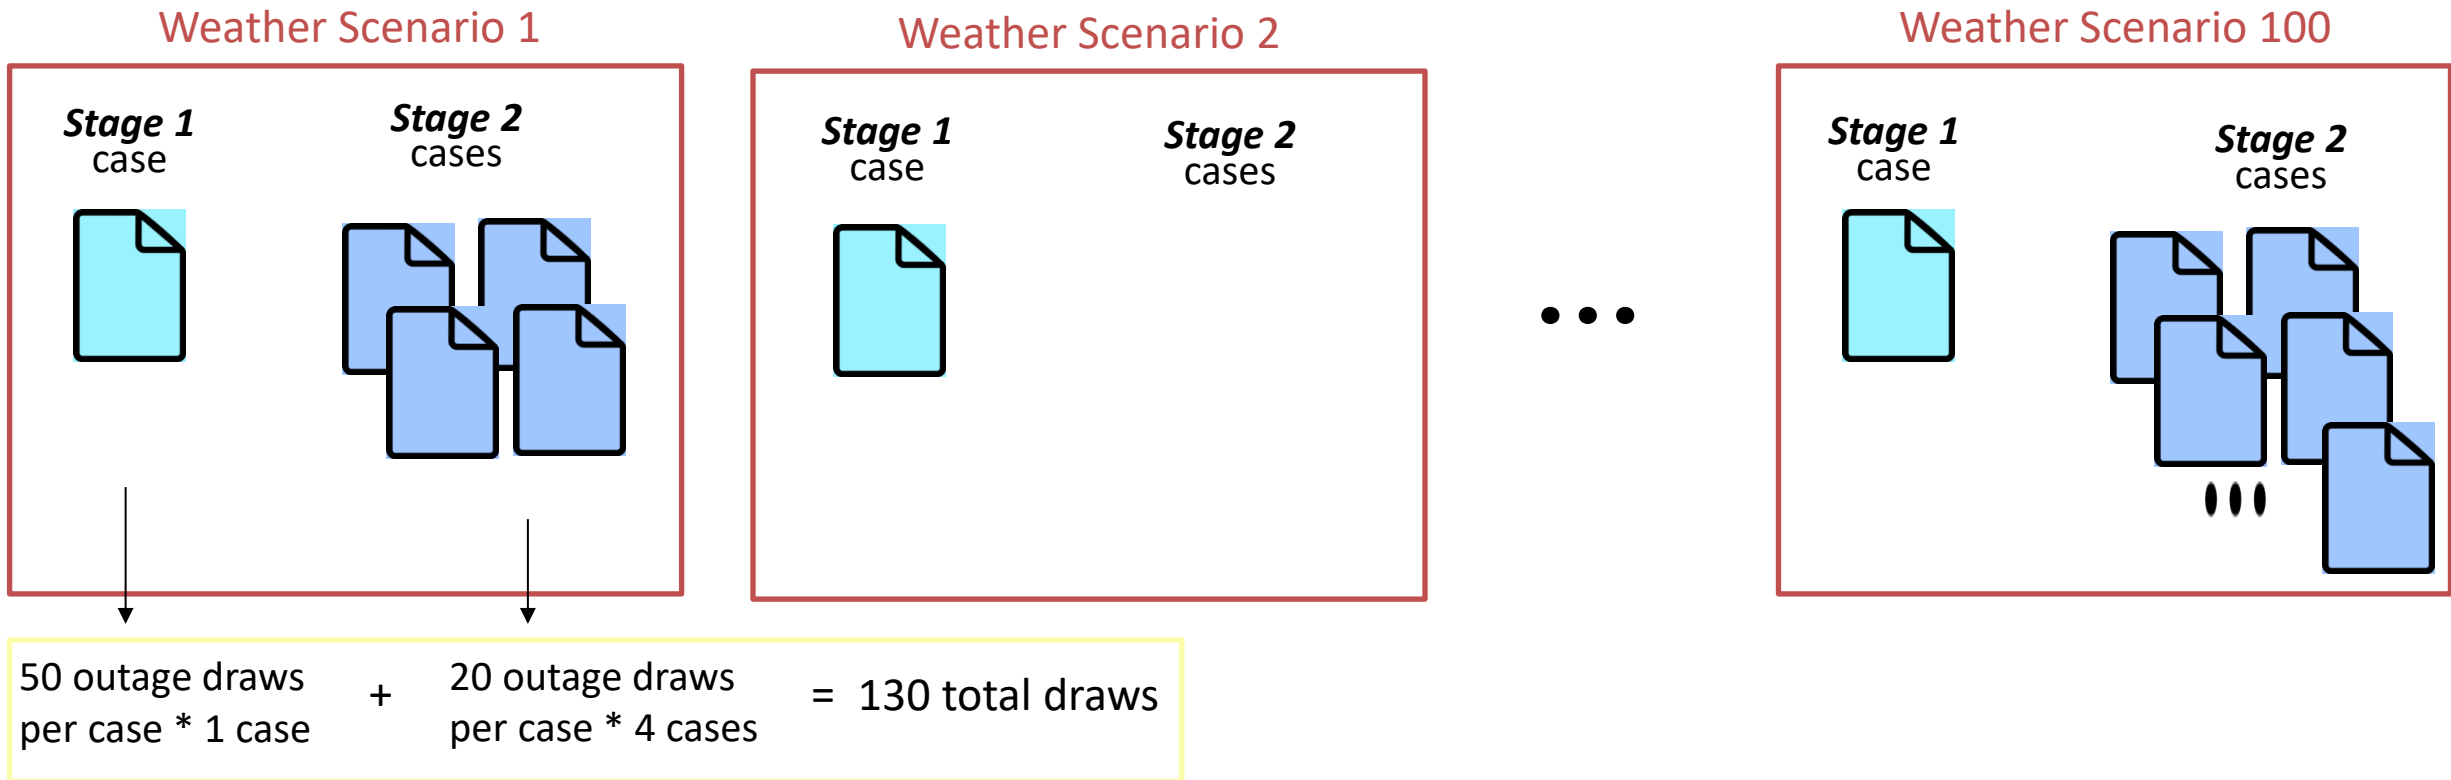 Weather Scenario 1
Stage 1
case
Stage 2
cases
Weather Scenario 2
Stage 1
case
Stage 2
cases
...
Weather Scenario 100
Stage 1
case
Stage 2
cases
...
50 outage draws
per case * 1 case
+
20 outage draws
per case * 4 cases
= 130 total draws